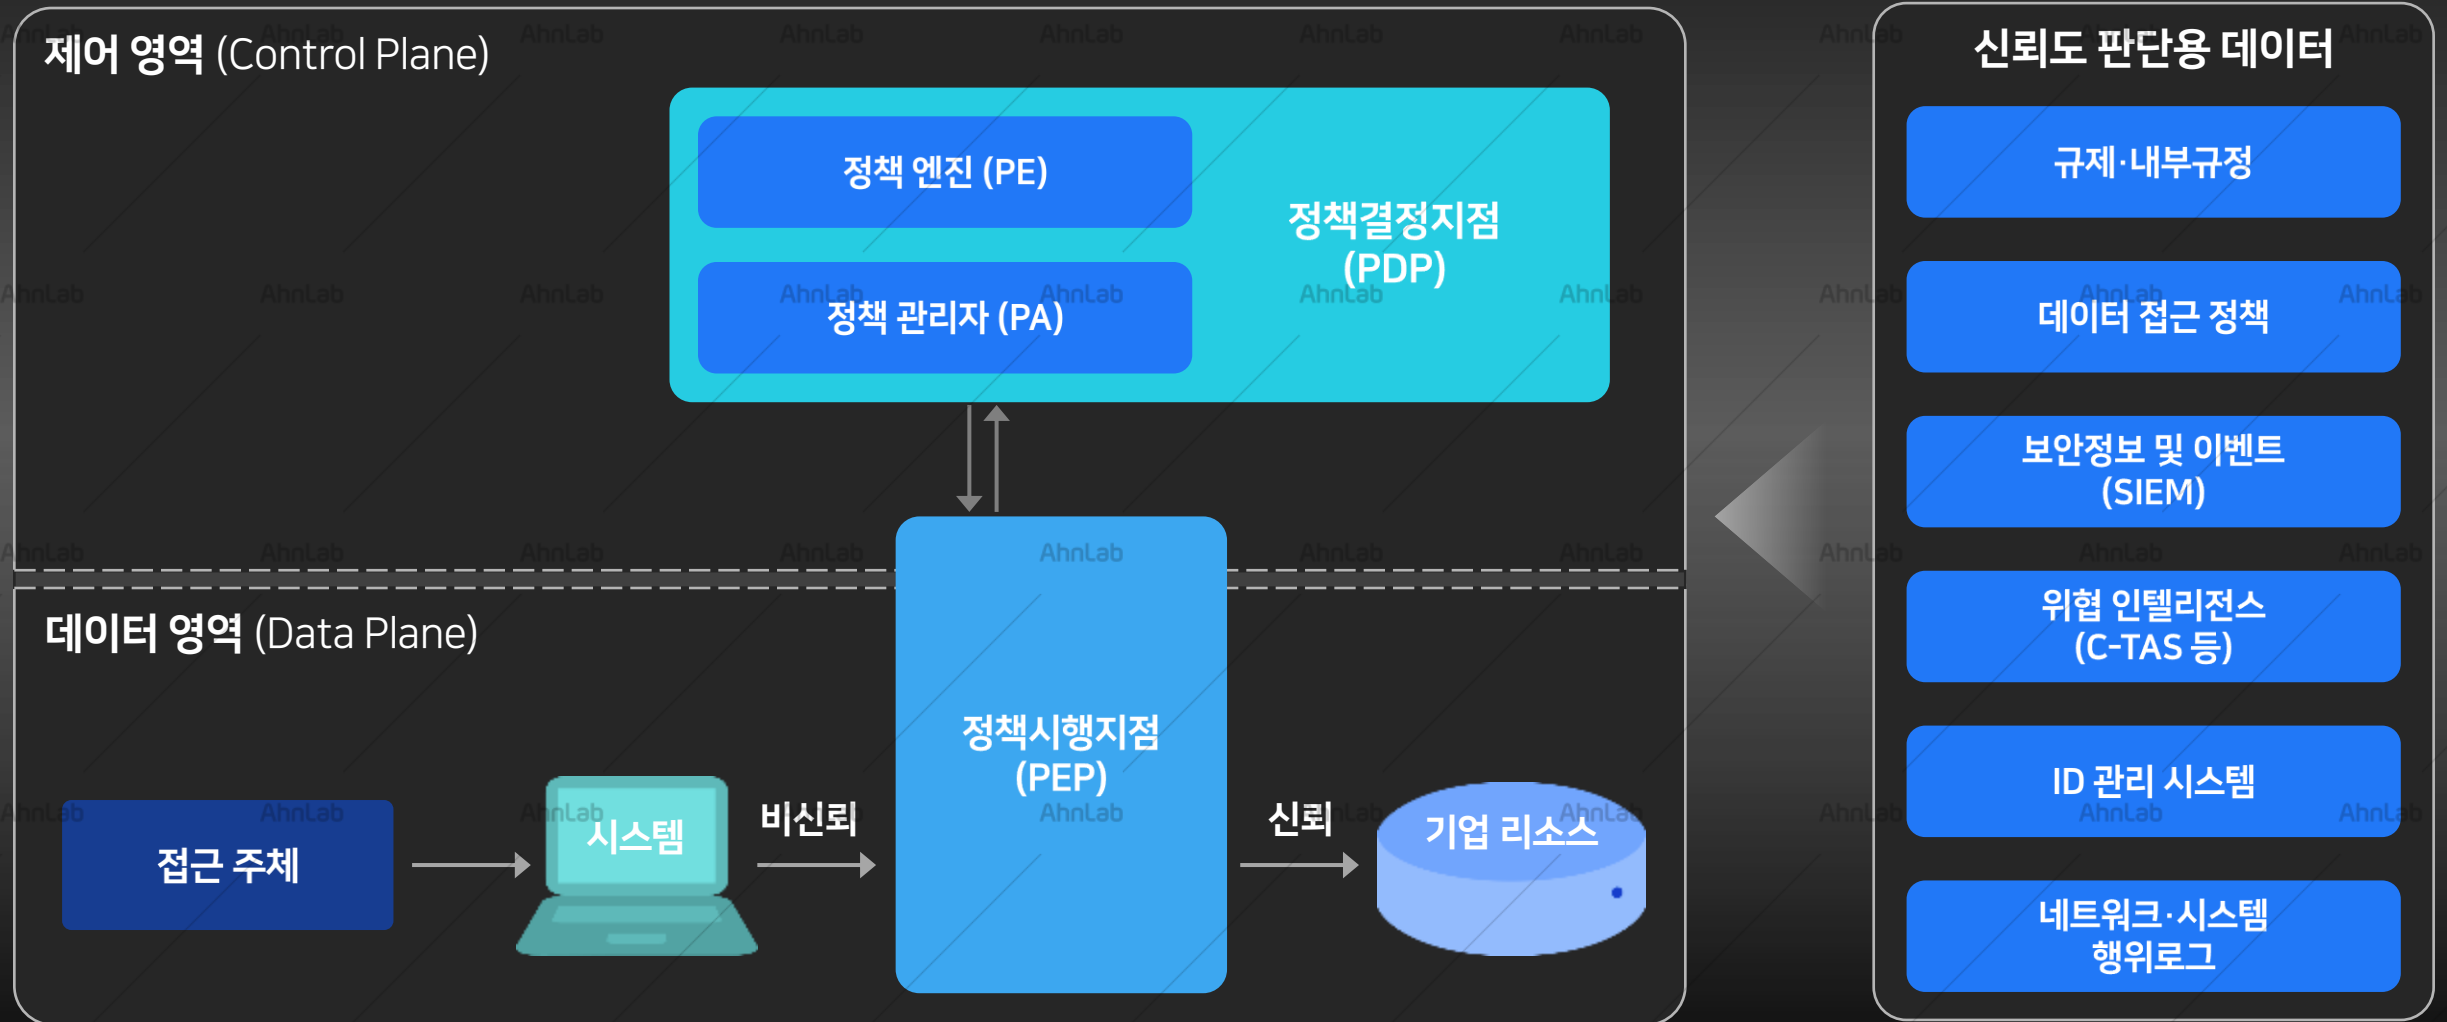 제어 영역 (Control Plane)
정책 엔진 (PE)
정책 관리자 (PA)
정책결정지점
(PDP)
데이터 영역 (Data Plane)
접근 주체
시스템
비신뢰
정책시행지점
(PEP)
신뢰
기업 리소스
신뢰도 판단용 데이터
규제·내부규정
데이터 접근 정책
보안정보 및 이벤트
(SIEM)
위협 인텔리전스
(C-TAS 등)
ID 관리 시스템
네트워크·시스템
행위로그
AhnLab